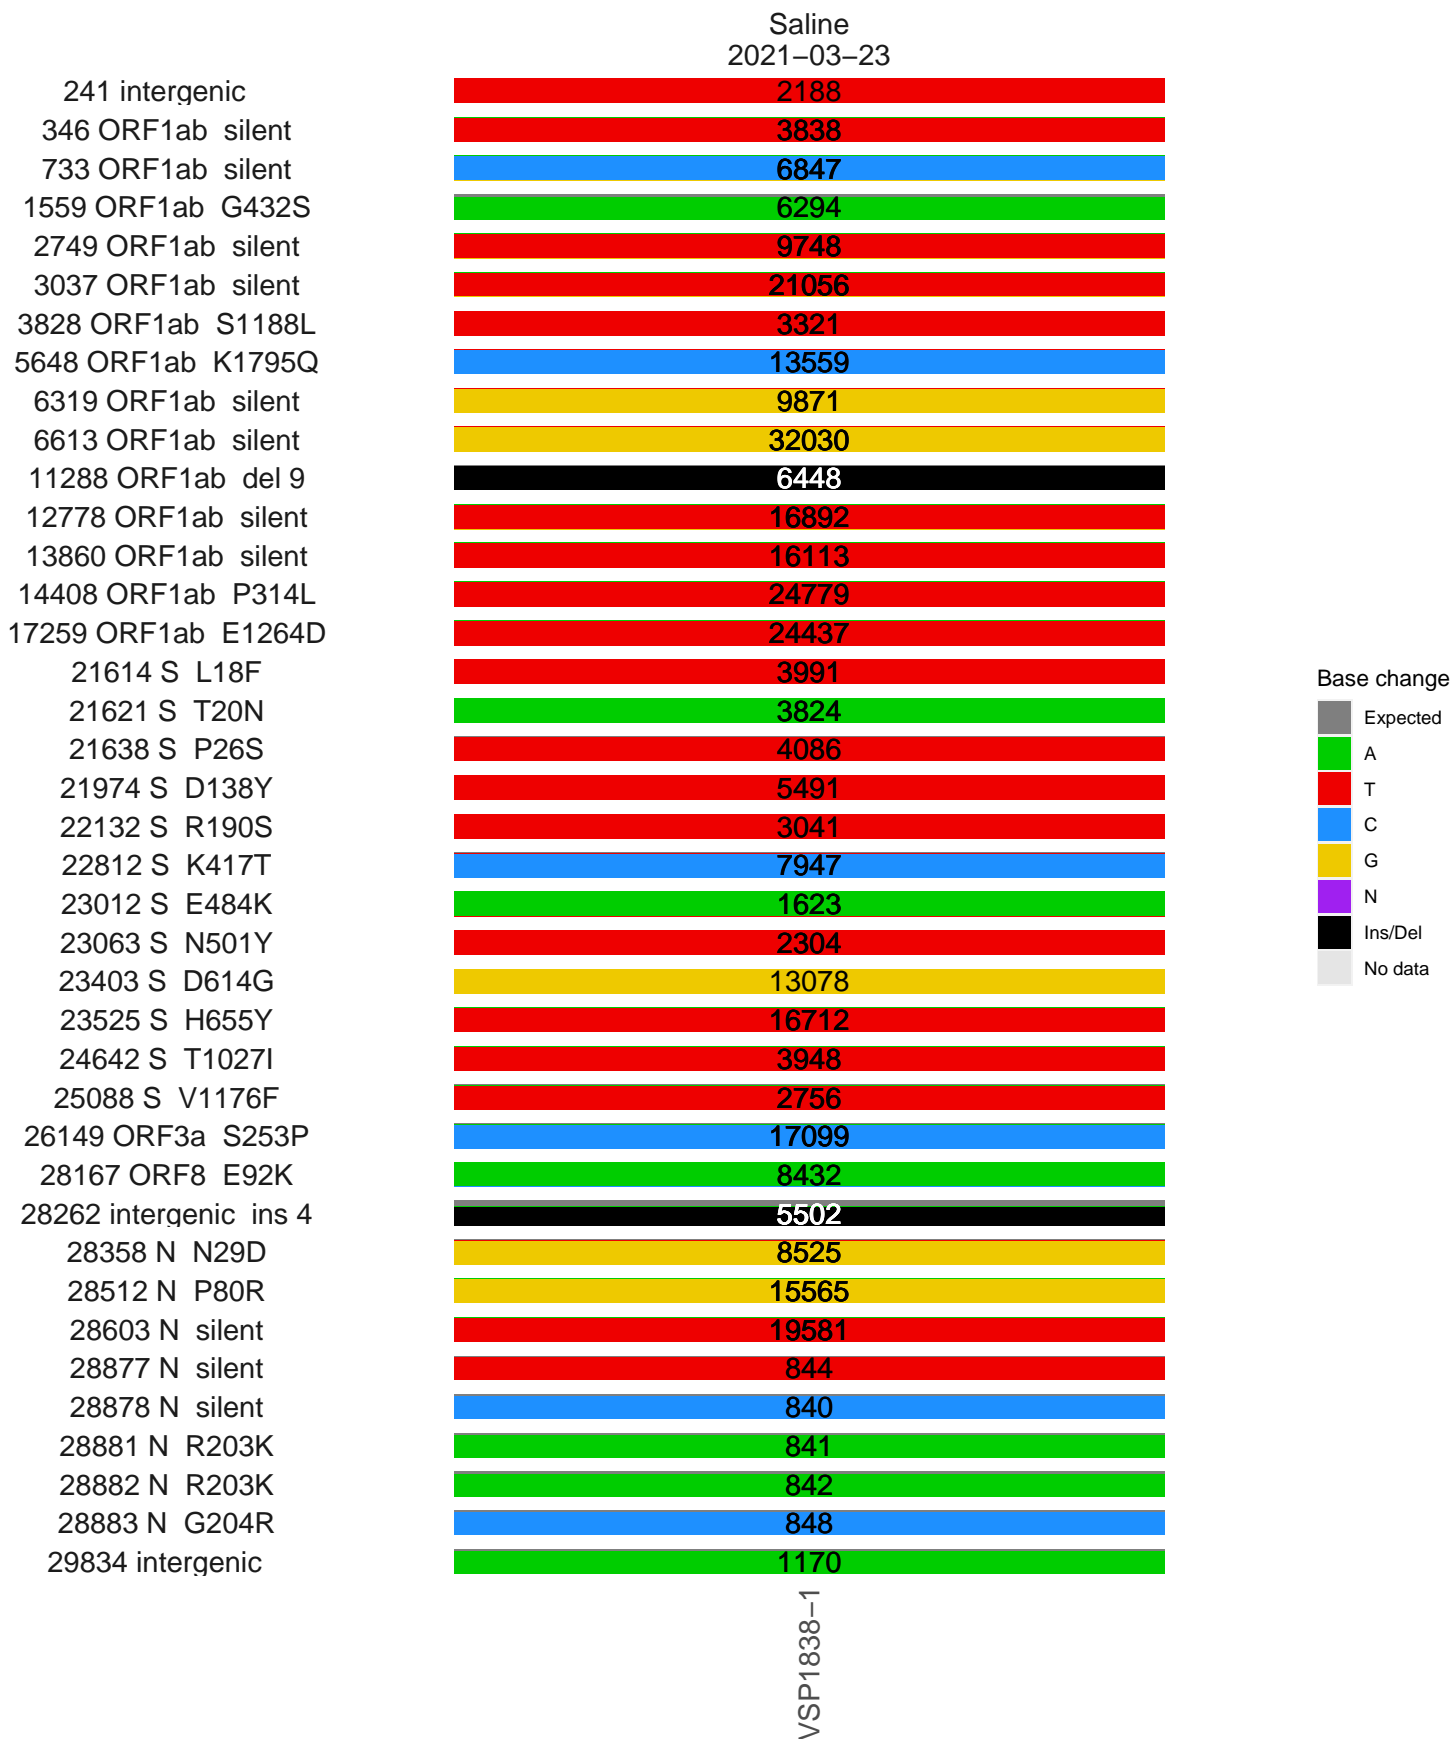 Saline
2021−03−23
241 intergenic 2188
346 ORF1ab silent 3838
733 ORF1ab silent 6847
1559 ORF1ab G432S 6294
2749 ORF1ab silent 9748
3037 ORF1ab silent 21056
3828 ORF1ab S1188L 3321
5648 ORF1ab K1795Q 13559
6319 ORF1ab silent 9871
6613 ORF1ab silent 32030
11288 ORF1ab del 9 6448
12778 ORF1ab silent 16892
13860 ORF1ab silent 16113
14408 ORF1ab P314L 24779
17259 ORF1ab E1264D 24437
21614 S L18F 3991
21621 S T20N 3824
21638 S P26S 4086
21974 S D138Y 5491
22132 S R190S 3041
22812 S K417T 7947
23012 S E484K 1623
23063 S N501Y 2304
23403 S D614G 13078
23525 S H655Y 16712
24642 S T1027I 3948
25088 S V1176F 2756
26149 ORF3a S253P 17099
28167 ORF8 E92K 8432
28262 intergenic ins 4 5502
28358 N N29D 8525
28512 N P80R 15565
28603 N silent 19581
28877 N silent 844
28878 N silent 840
28881 N R203K 841
28882 N R203K 842
28883 N G204R 848
29834 intergenic 1170
VSP1838−1
Base change
Expected
A
T
C
G
N
Ins/Del
No data